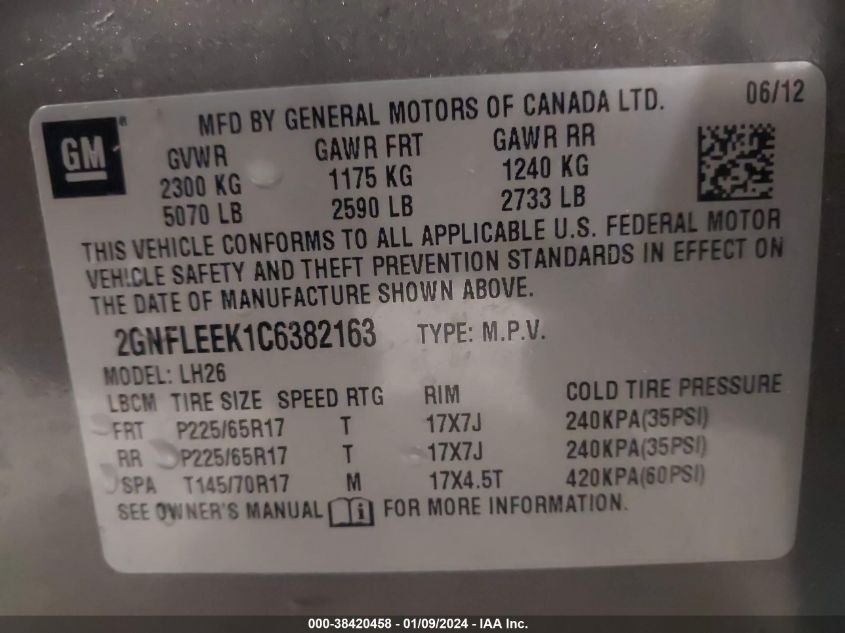 MFD BY GENERAL MOTORS OF CANADA LTD. 06/12
GM®
GVWR GAWR FRT GAWR RR
2300 KG 1175 KG 1240 KG
5070 LB 2590 LB 2733 LB
THIS VEHICLE CONFORMS TO ALL APPLICABLE U.S. FEDERAL MOTOR
VEHICLE SAFETY AND THEFT PREVENTION STANDARDS IN EFFECT ON
THE DATE OF MANUFACTURE SHOWN ABOVE.
2GNFLEEK1C6382163 TYPE: M.P.V.
MODEL: LH26
LBCM TIRE SIZE SPEED RTG RIM COLD TIRE PRESSURE
FRT P225/65R17 T 17X7J 240KPA(35PSI)
RR P225/65R17 T 17X7J 240KPA(35PSI)
SPA T145/70R17 M 17X4.5T 420KPA(60PSI)
SEE OWNER'S MANUAL i FOR MORE INFORMATION.
000-38420458 - 01/09/2024 - IAA Inc.